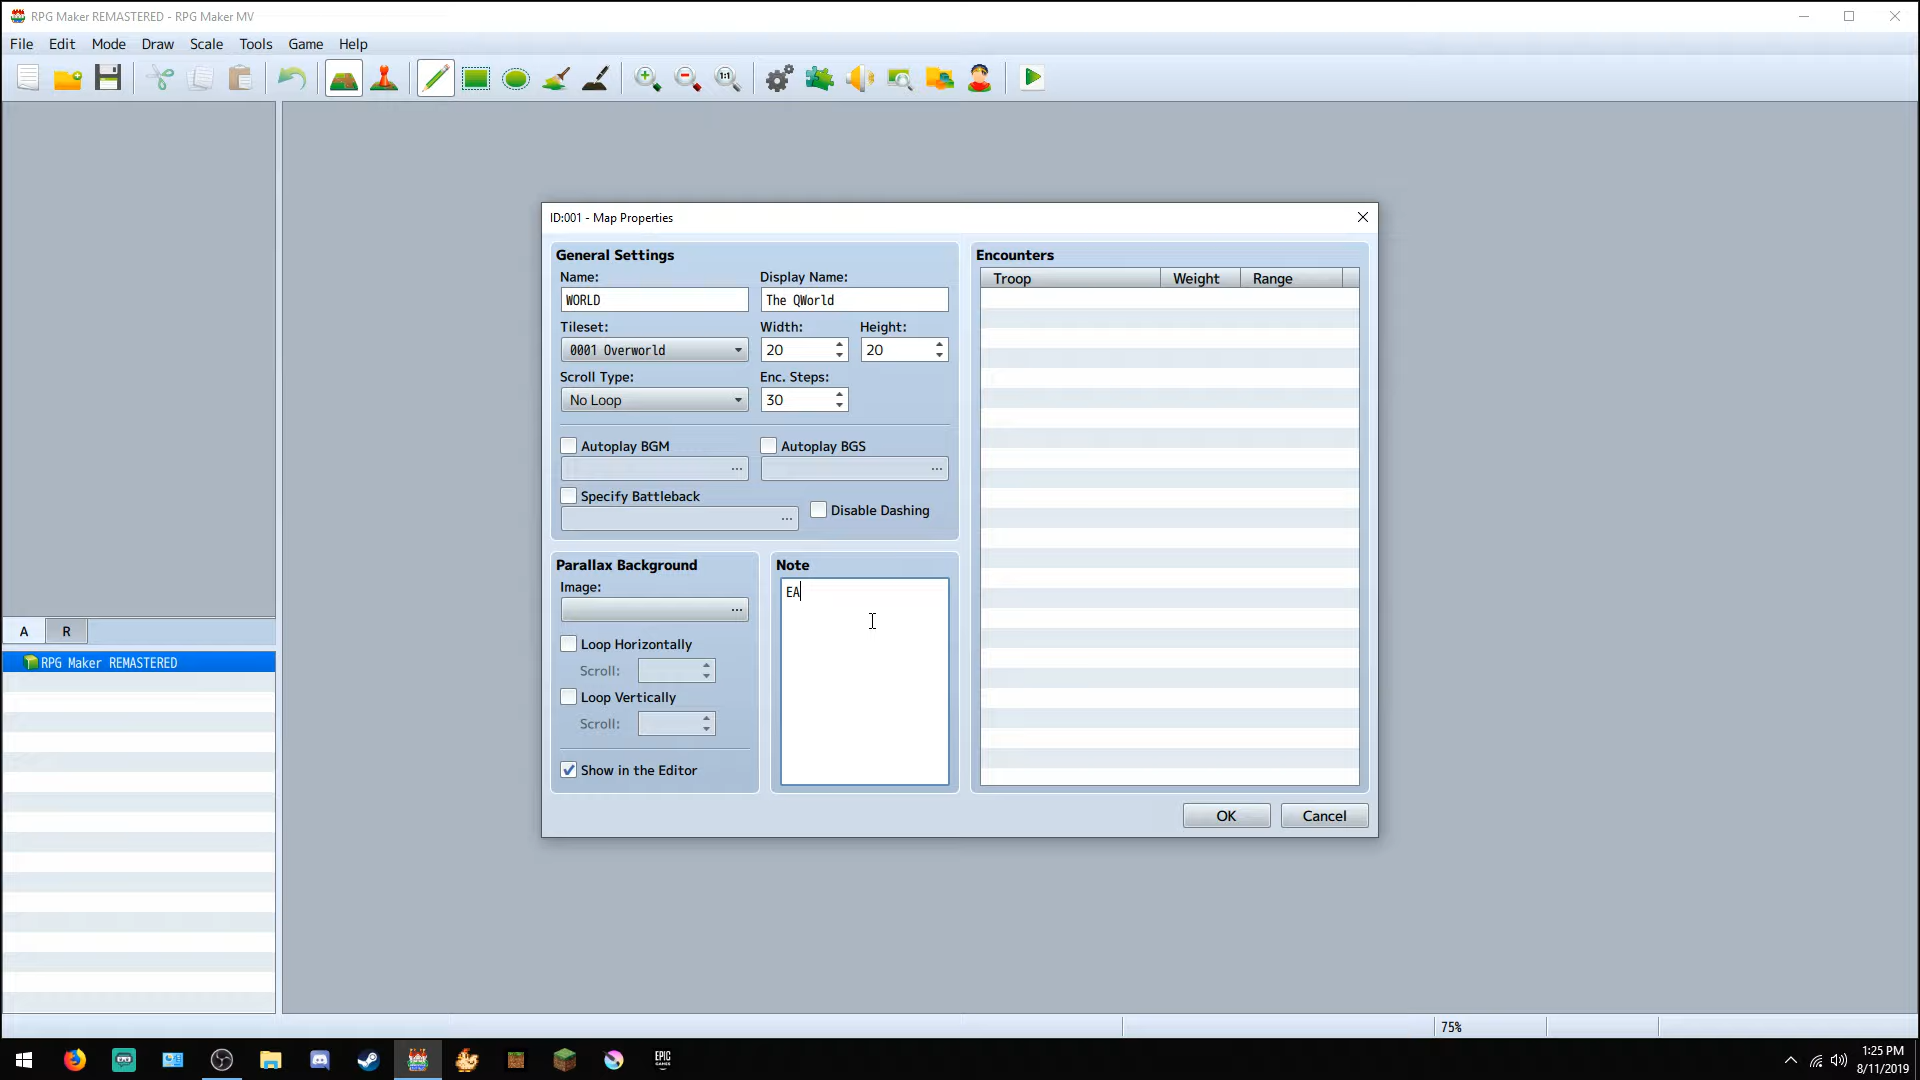 RPG Maker REMASTERED - RPG Maker MV
File Edit Mode Draw Scale Tools Game Help
1:1
ID:001 - Map Properties
General Settings
Name: Display Name:
WORLD The QWorld
Tileset: Width: Height:
0001 Overworld 20 20
Scroll Type: Enc. Steps:
No Loop 30
Autoplay BGM Autoplay BGS
... ...
Specify Battleback
... Disable Dashing
Parallax Background
Image:
...
Loop Horizontally
Scroll:
Loop Vertically
Scroll:
Show in the Editor
Note
EA
Encounters
Troop Weight Range
OK Cancel
A R
RPG Maker REMASTERED
75%
EPIC
GAMES
1:25 PM
8/11/2019